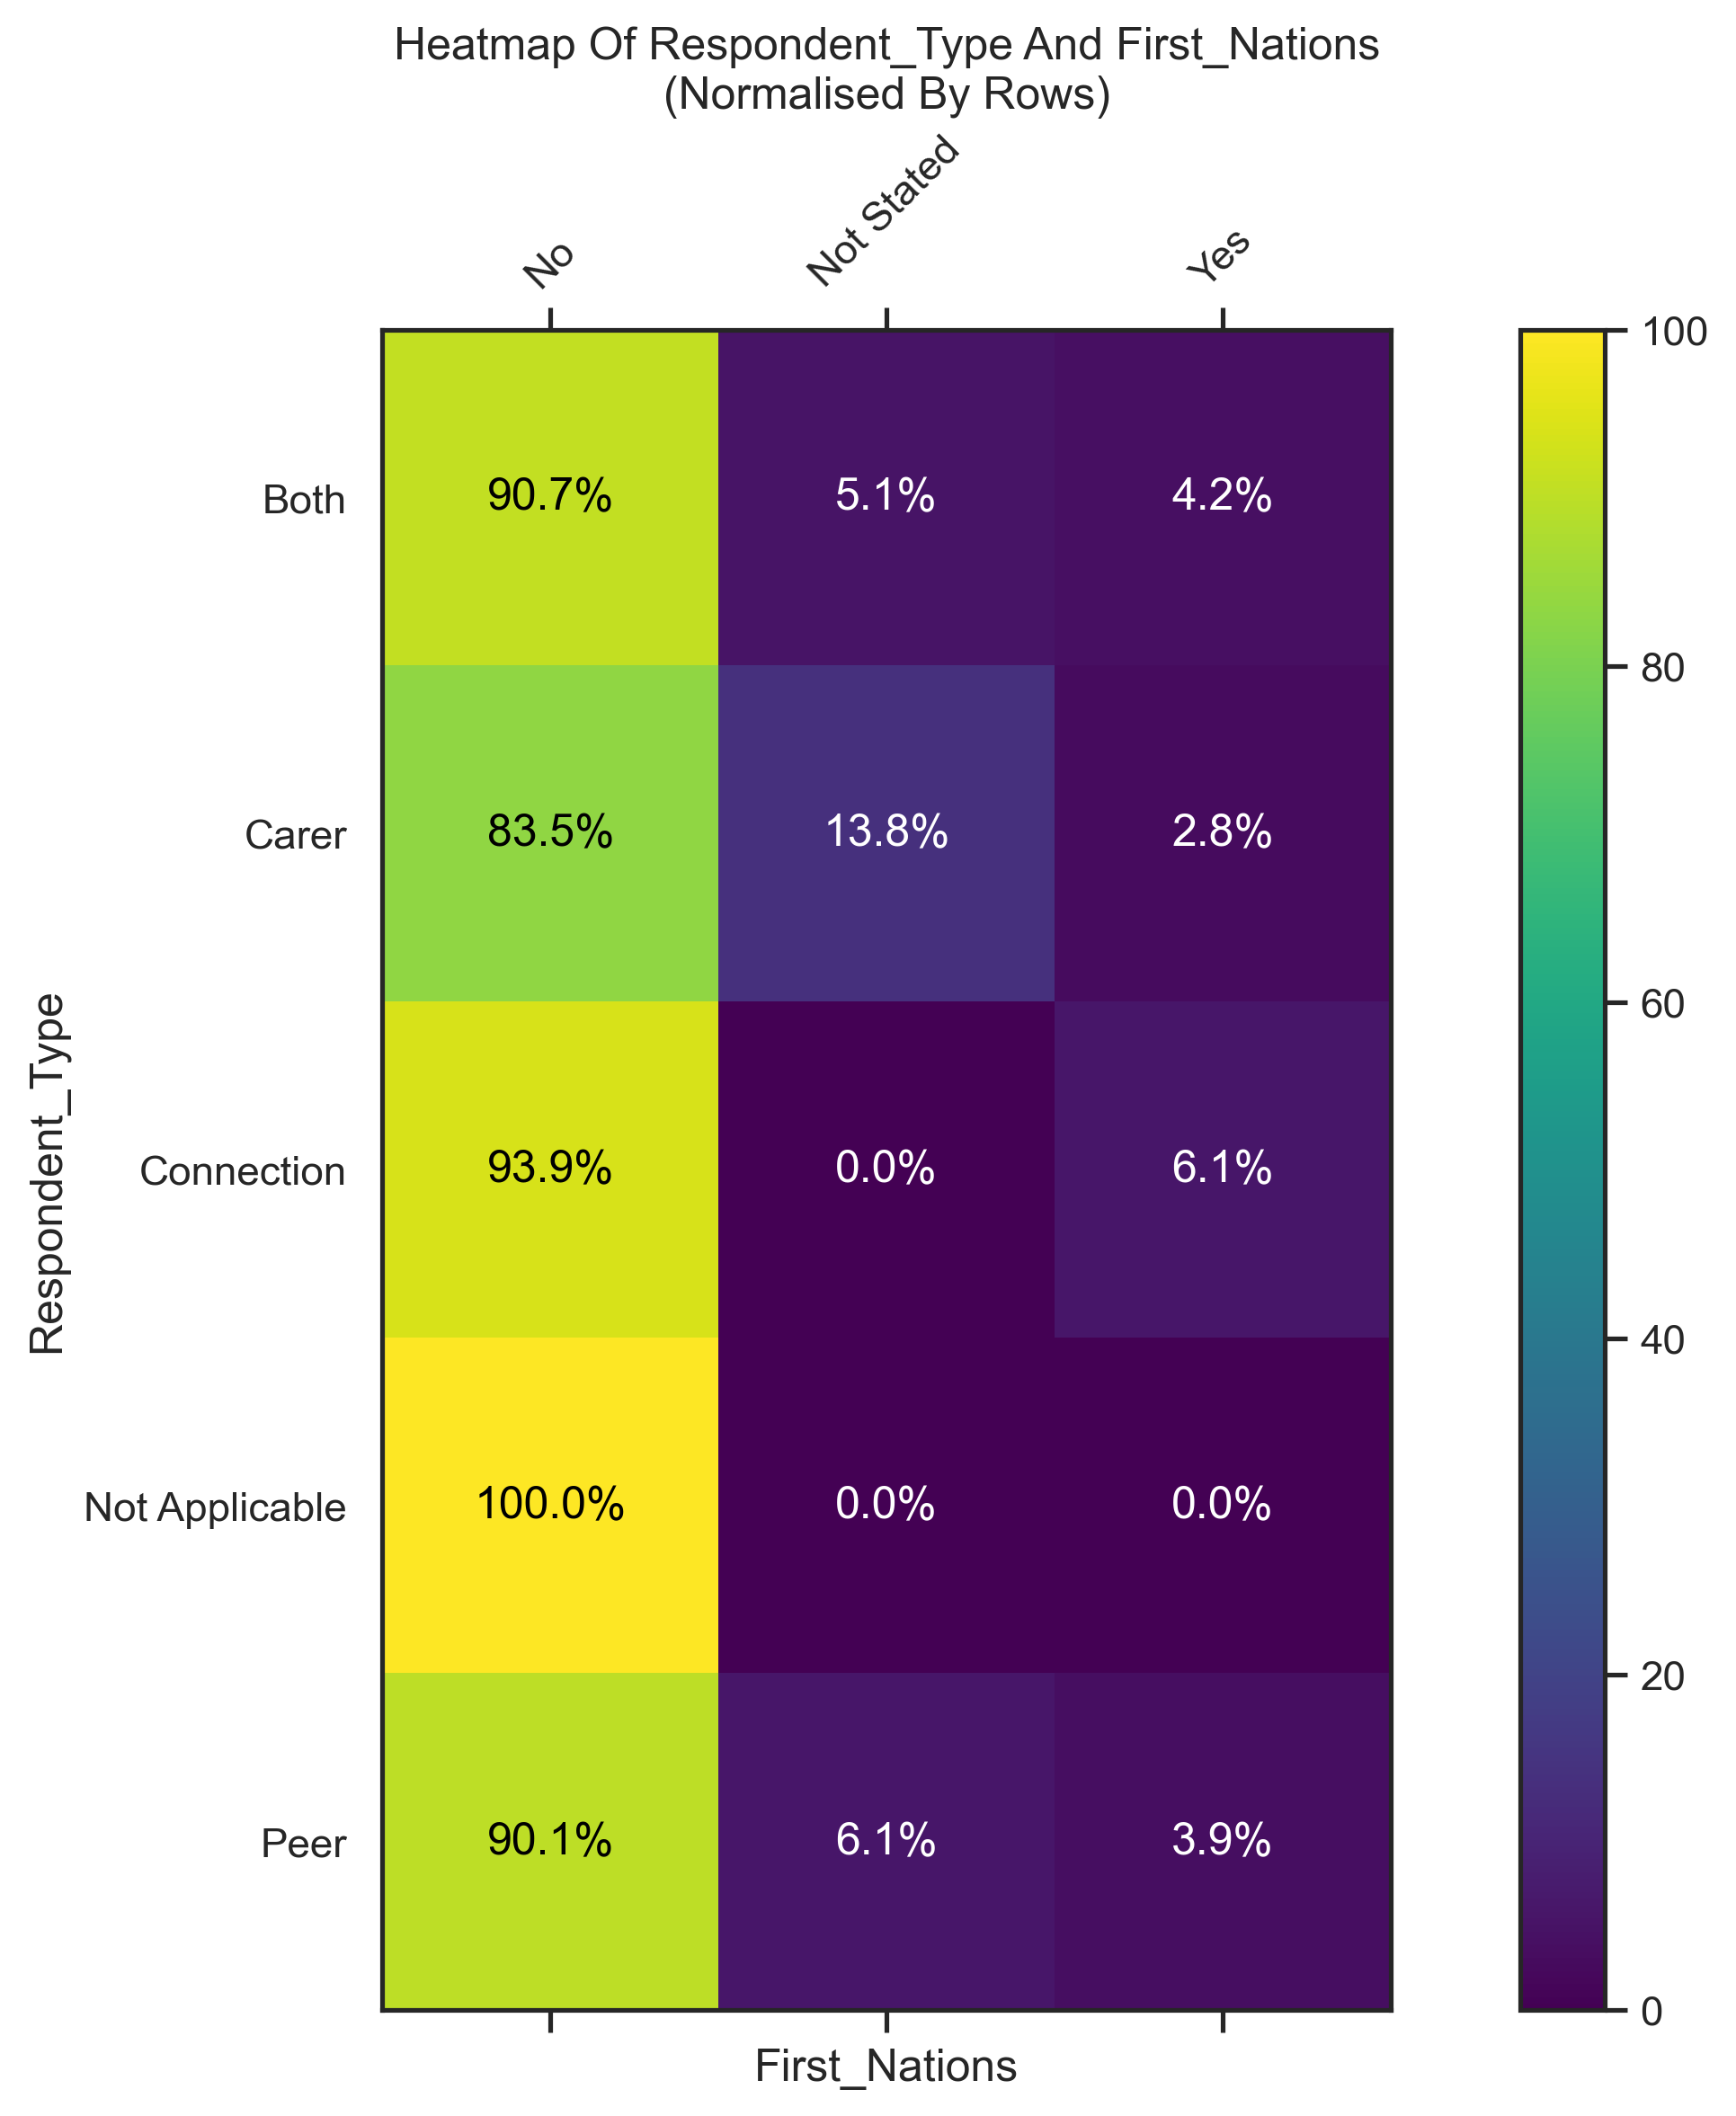 Heatmap Of Respondent_Type And First_Nations
(Normalised By Rows)
No
Not Stated
Yes
Respondent_Type
Both
90.7%
5.1%
4.2%
Carer
83.5%
13.8%
2.8%
Connection
93.9%
0.0%
6.1%
Not Applicable
100.0%
0.0%
0.0%
Peer
90.1%
6.1%
3.9%
First_Nations
100
80
60
40
20
0